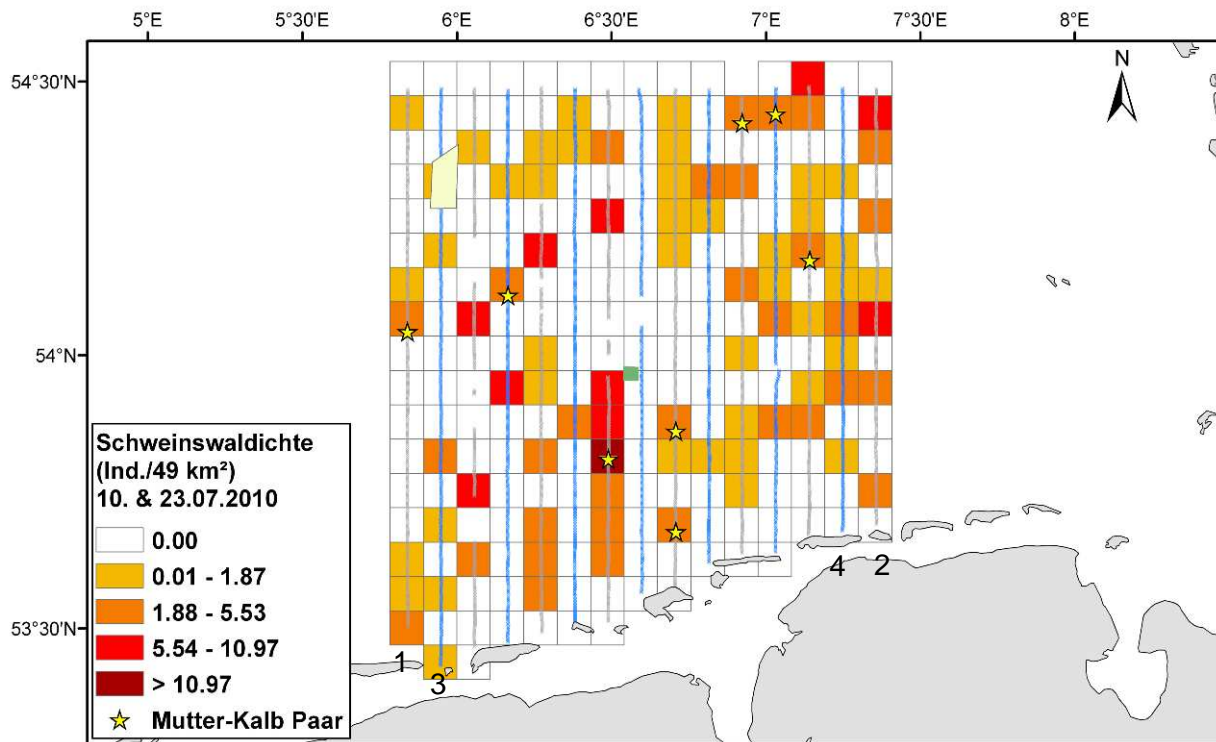 5°E 5°30'E 6°E 6°30'E 7°E 7°30'E 8°E
54°30'N
N
54°N
53°30'N
Schweinswaldichte
(Ind./49 km²)
10. & 23.07.2010
0.00
0.01 - 1.87
1.88 - 5.53
5.54 - 10.97
> 10.97
Mutter-Kalb Paar
4 2
1
3